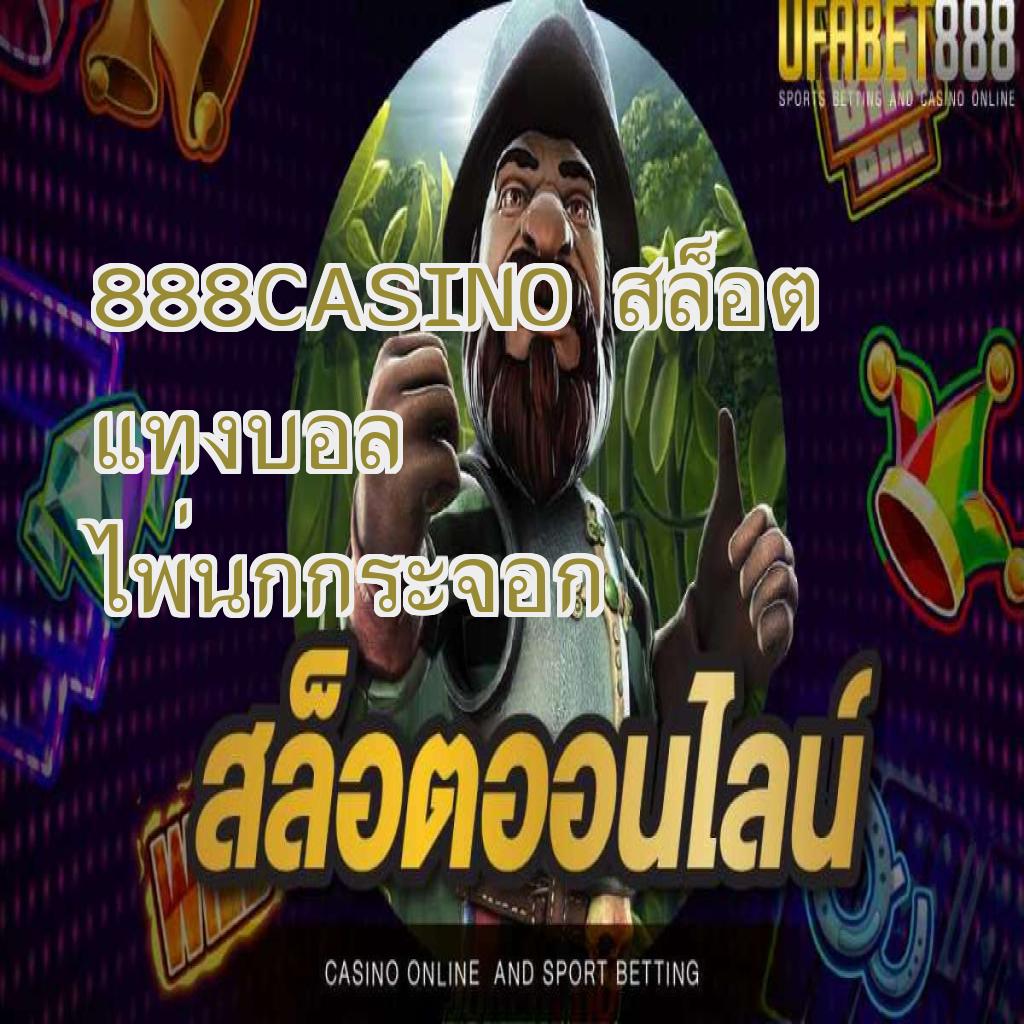 UFABET888
SPORTS BETTING AND CASINO ONLINE
BAR
888CASINO สล็อต
แทงบอล
ไพ่นกกระจอก
สล็อตออนไลน์
WIN
CASINO ONLINE AND SPORT BETTING